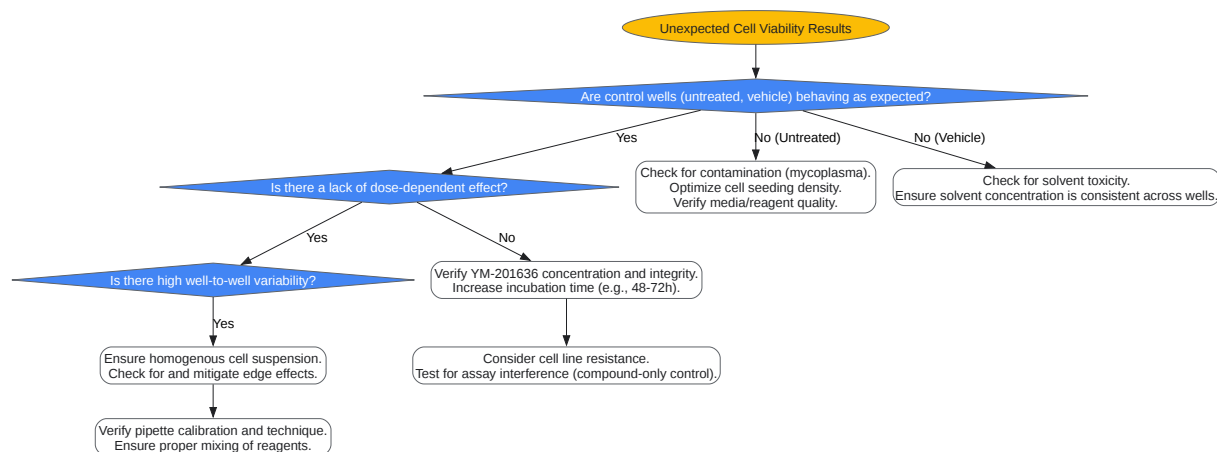 Unexpected Cell Viability Results
Are control wells (untreated, vehicle) behaving as expected?
Yes
No (Untreated)
No (Vehicle)
Is there a lack of dose-dependent effect?
Check for contamination (mycoplasma).
Optimize cell seeding density.
Verify media/reagent quality.
Check for solvent toxicity.
Ensure solvent concentration is consistent across wells.
Yes
No
Is there high well-to-well variability?
Verify YM-201636 concentration and integrity.
Increase incubation time (e.g., 48-72h).
Yes
Ensure homogenous cell suspension.
Check for and mitigate edge effects.
Consider cell line resistance.
Test for assay interference (compound-only control).
Verify pipette calibration and technique.
Ensure proper mixing of reagents.